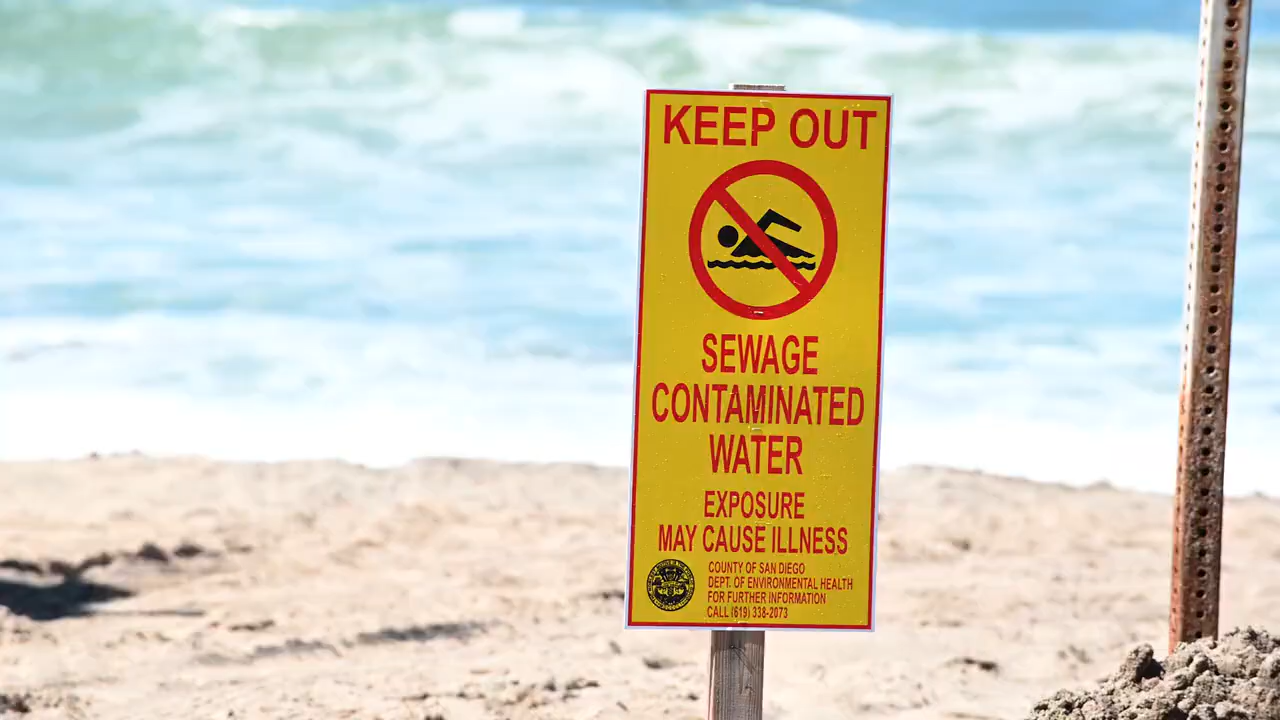 KEEP OUT
SEWAGE
CONTAMINATED
WATER
EXPOSURE
MAY CAUSE ILLNESS
COUNTY OF SAN DIEGO
DEPT. OF ENVIRONMENTAL HEALTH
FOR FURTHER INFORMATION
CALL (619) 338-2073